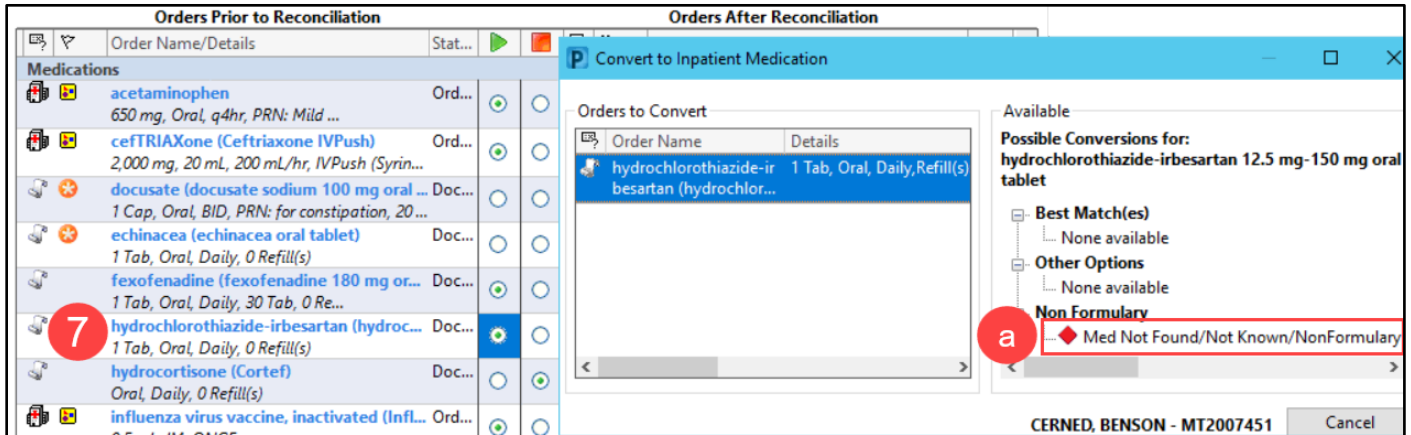 Orders Prior to Reconciliation
Orders After Reconciliation
Order Name/Details Stat...
Medications
acetaminophen Ord...
650 mg, Oral, q4hr, PRN: Mild ...
cefTRIAXone (Ceftriaxone IVPush) Ord...
2,000 mg, 20 mL, 200 mL/hr, IVPush (Syrin...
docusate (docusate sodium 100 mg oral ... Doc...
1 Cap, Oral, BID, PRN: for constipation, 20 ...
echinacea (echinacea oral tablet) Doc...
1 Tab, Oral, Daily, 0 Refill(s)
fexofenadine (fexofenadine 180 mg or... Doc...
1 Tab, Oral, Daily, 30 Tab, 0 Re...
7
hydrochlorothiazide-irbesartan (hydroc... Doc...
1 Tab, Oral, Daily, 0 Refill(s)
hydrocortisone (Cortef) Doc...
Oral, Daily, 0 Refill(s)
influenza virus vaccine, inactivated (Infl... Ord...
P Convert to Inpatient Medication
Orders to Convert
Order Name Details
hydrochlorothiazide-ir 1 Tab, Oral, Daily,Refill(s)
besartan (hydrochlor...
Available
Possible Conversions for:
hydrochlorothiazide-irbesartan 12.5 mg-150 mg oral
tablet
Best Match(es)
None available
Other Options
None available
Non Formulary
a
Med Not Found/Not Known/NonFormulary
CERNED, BENSON - MT2007451
Cancel